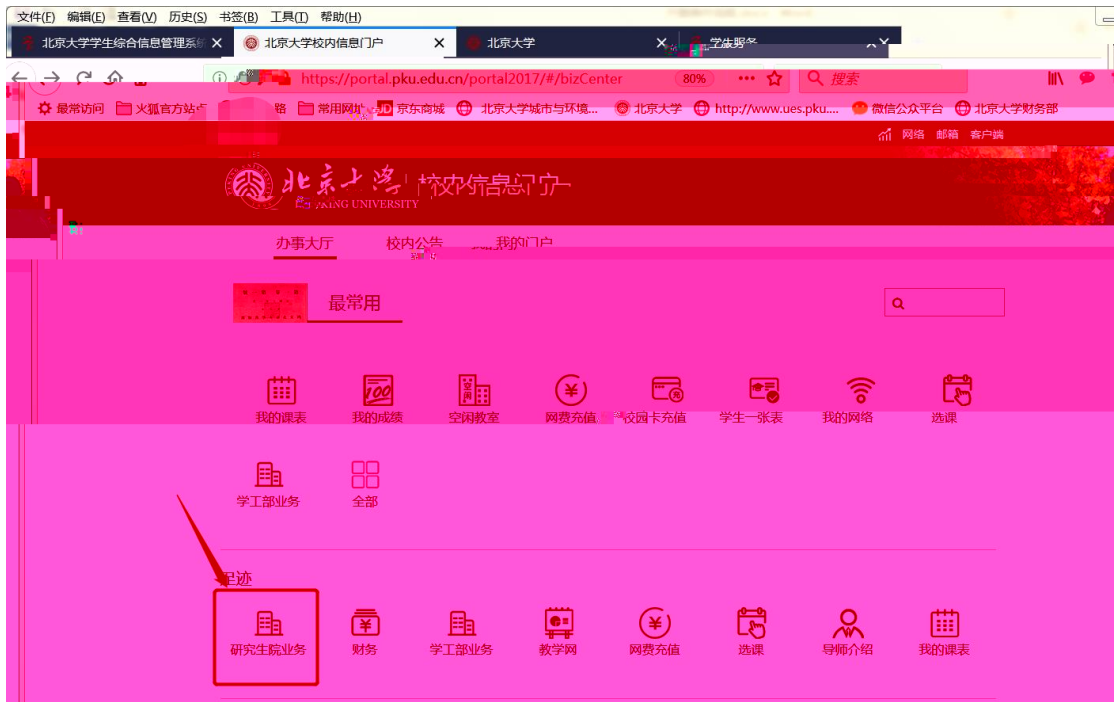 文件(F) 编辑(E) 查看(V) 历史(S) 书签(B) 工具(T) 帮助(H)
北京大学学生综合信息管理系统 北京大学校内信息门户 北京大学 学生服务
https://portal.pku.edu.cn/portal2017/#/bizCenter 80% 搜索
最常访问 火狐官方站点 常用网址 JD 京东商城 北京大学城市与环境... 北京大学 http://www.ues.pku.... 微信公众平台 北京大学财务部
网络 邮箱 客户端
北京大学 校内信息门户
PEKING UNIVERSITY
办事大厅 校内公告 我的门户
最常用
我的课表 我的成绩 空闲教室 网费充值 校园卡充值 学生一张表 我的网络 选课
学工部业务 全部
足迹
研究生院业务 财务 学工部业务 教学网 网费充值 选课 导师介绍 我的课表